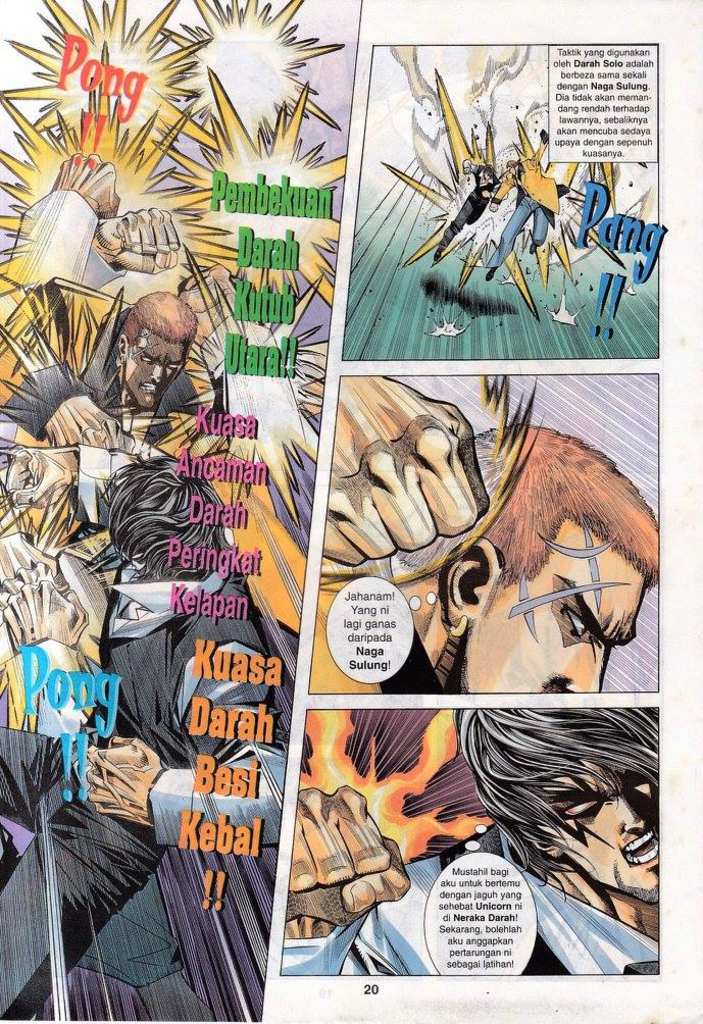 Pong
!!
Pembekuan
Darah
Kutub
Utara!!
Kuasa
Ancaman
Darah
Peringkat
Kelapan
Kuasa
Darah
Besi
Kebal
!!
Pong
!!
Taktik yang digunakan
oleh Darah Solo adalah
berbeza sama sekali
dengan Naga Sulung.
Dia tidak akan meman-
dang rendah terhadap
lawannya, sebaliknya
akan mencuba sedaya
upaya dengan sepenuh
kuasanya.
Pang
!!
Jahanam!
Yang ni
lagi ganas
daripada
Naga
Sulung!
Mustahil bagi
aku untuk bertemu
dengan jaguh yang
sehebat Unicorn ni
di Neraka Darah!
Sekarang, bolehlah
aku anggapkan
pertarungan ni
sebagai latihan!
20